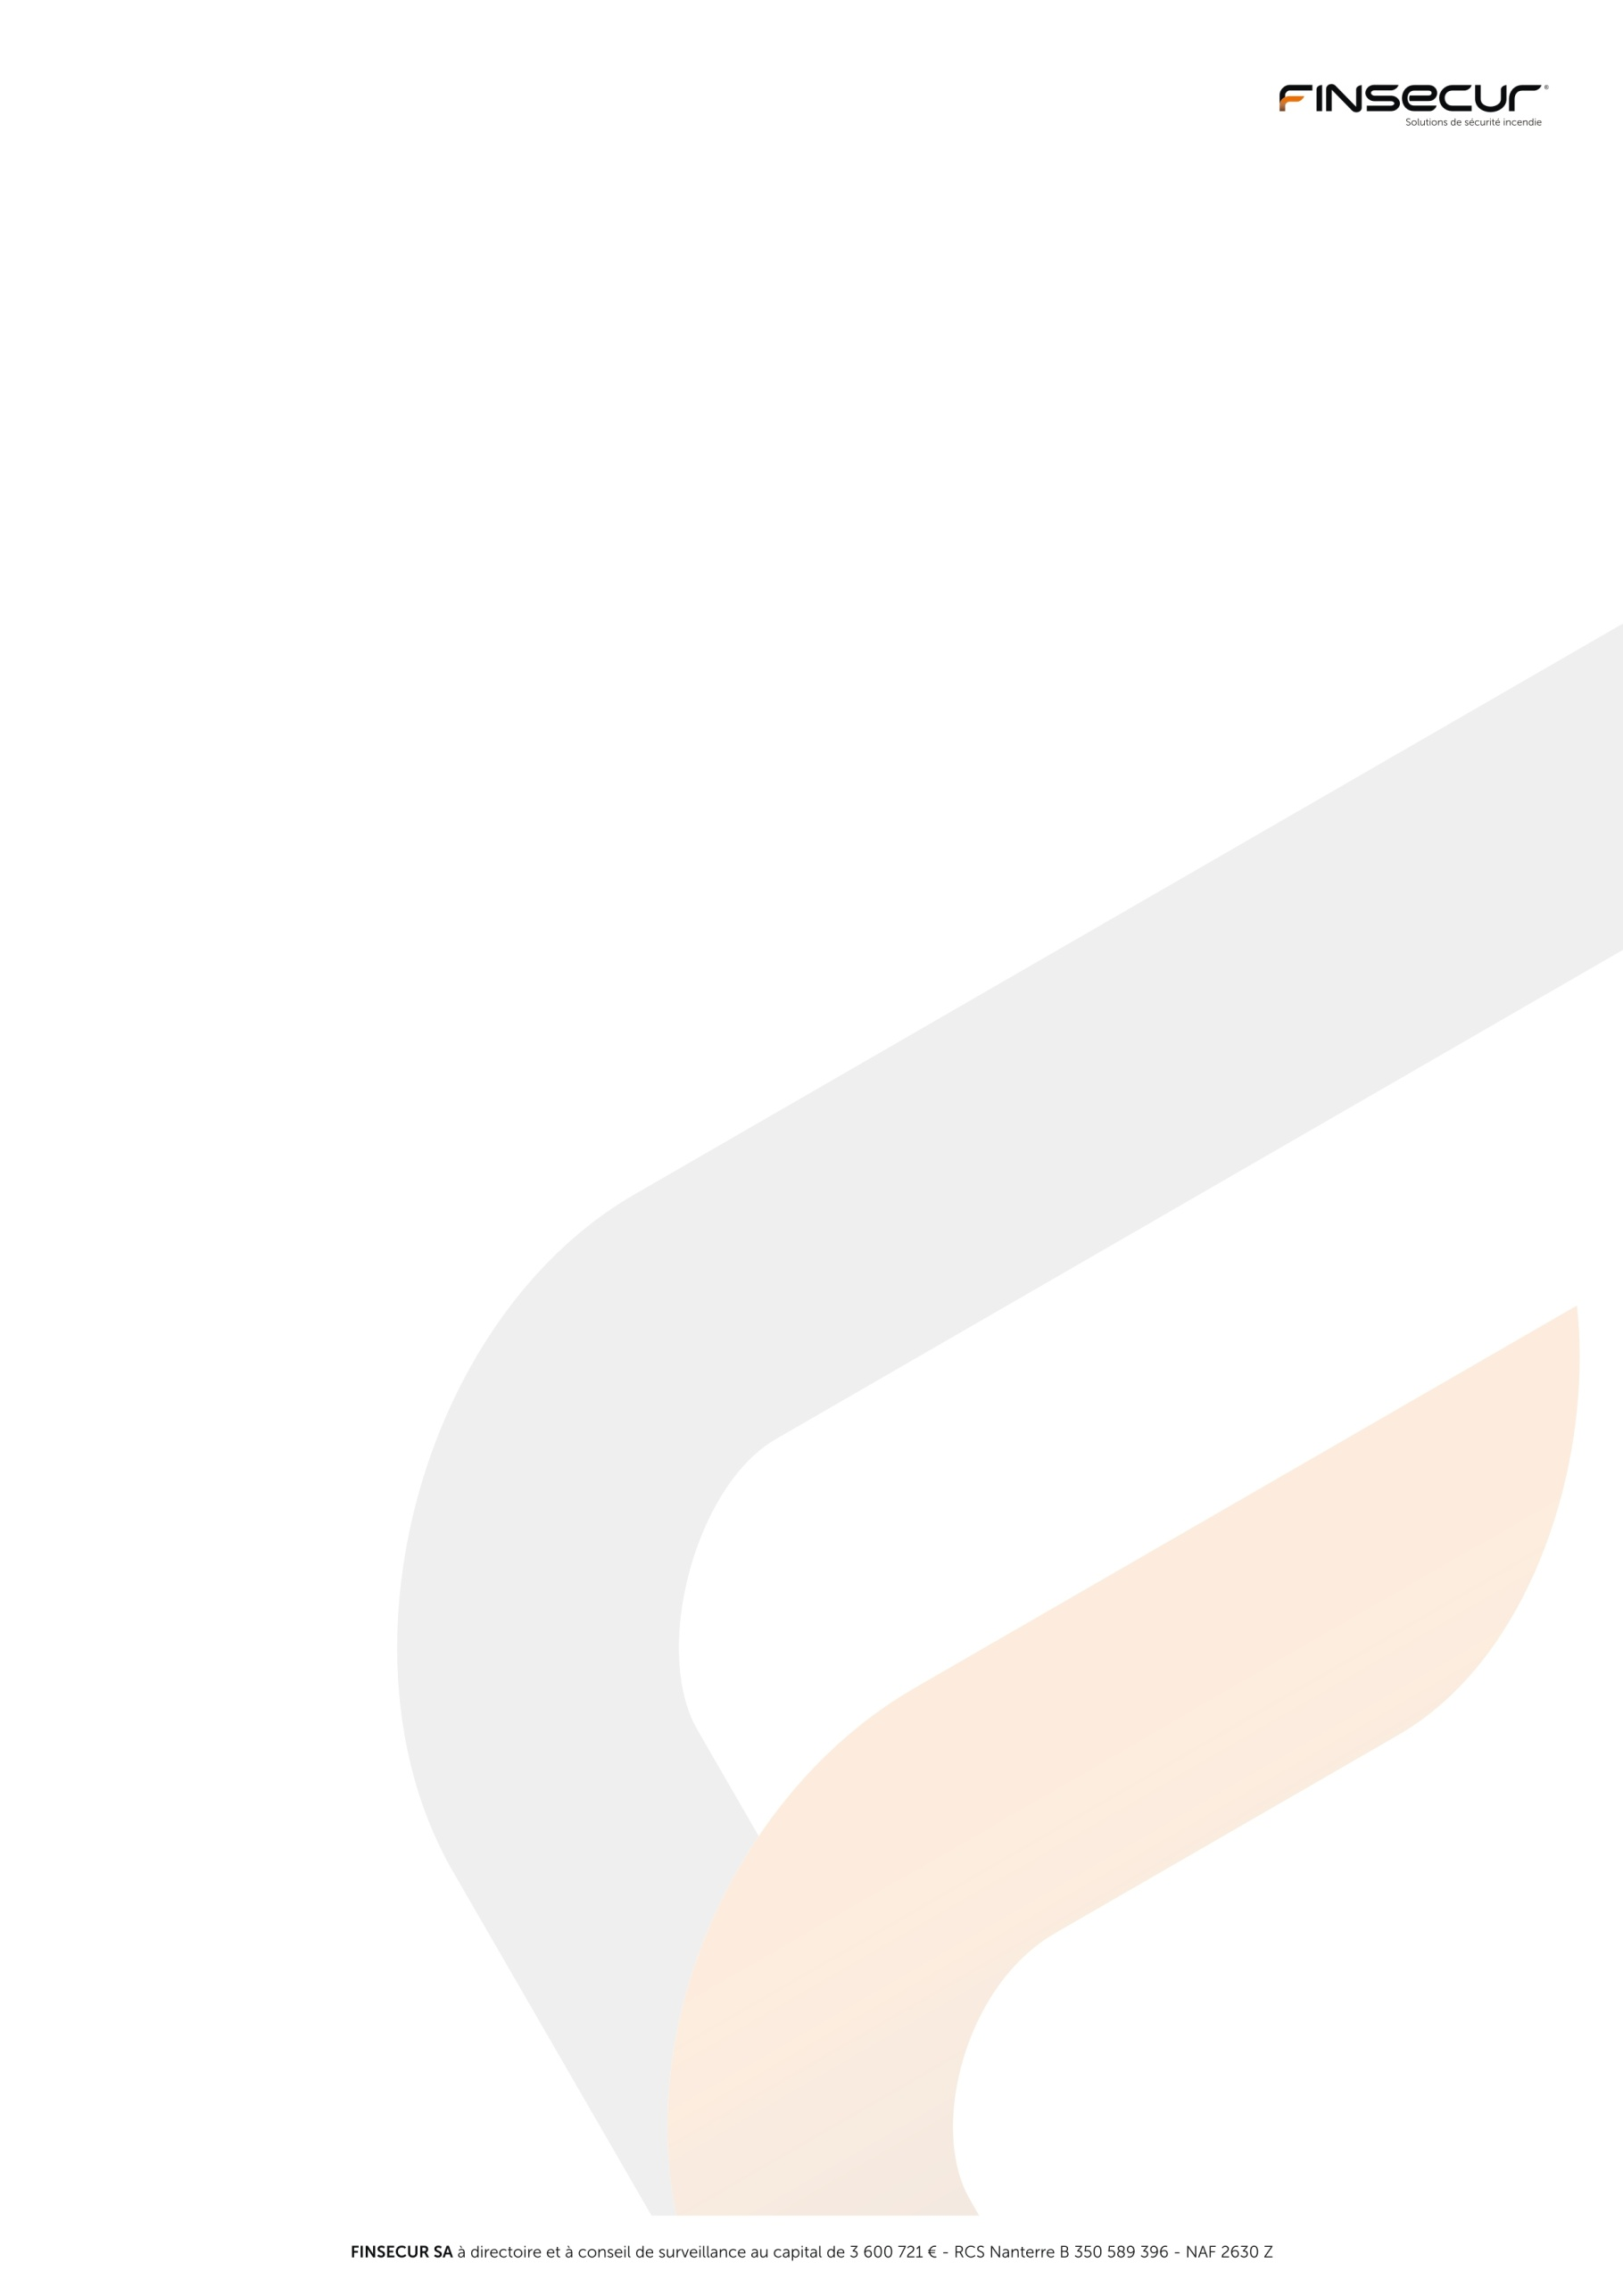 FINSECUR®
Solutions de sécurité incendie
FINSECUR SA à directoire et à conseil de surveillance au capital de 3 600 721 € - RCS Nanterre B 350 589 396 - NAF 2630 Z